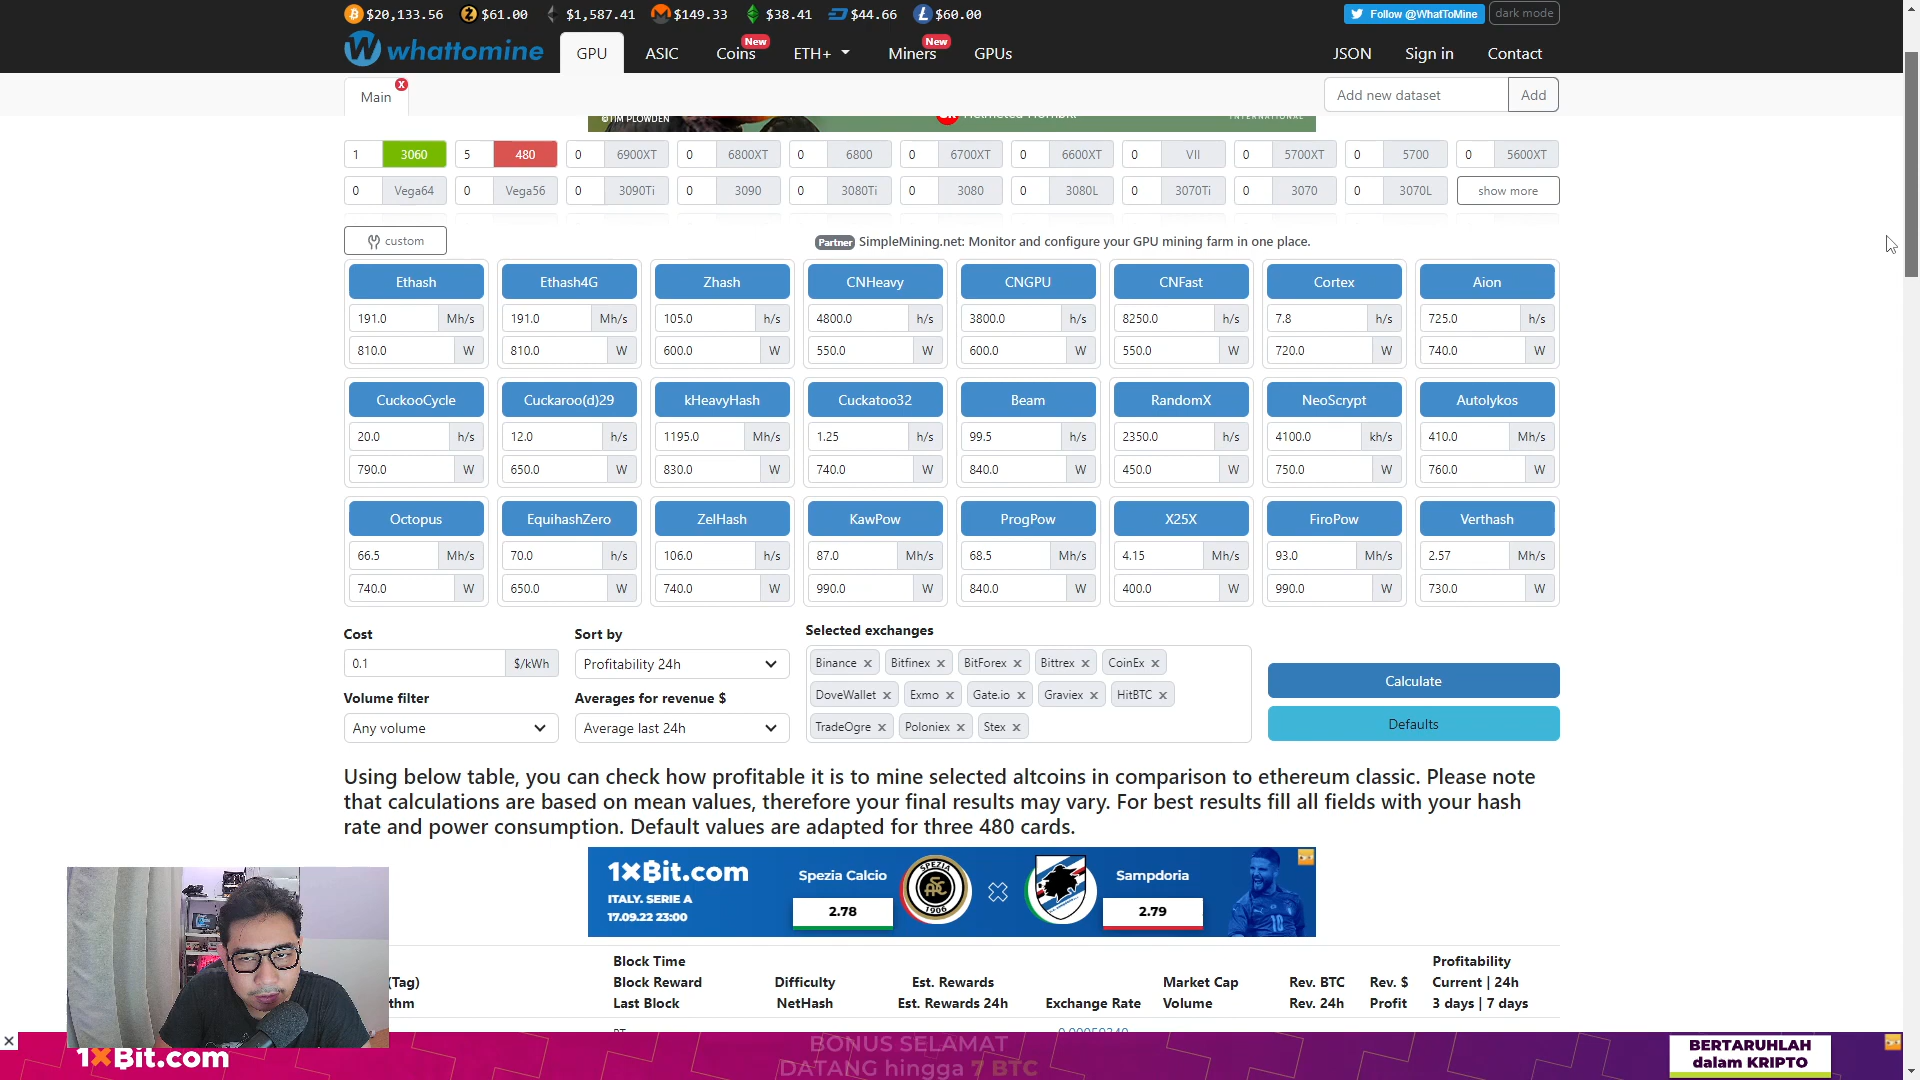 $20,133.56 $61.00 $1,587.41 $149.33 $38.41 $44.66 $60.00 Follow @WhatToMine dark mode
whattomine GPU ASIC Coins New ETH+ Miners New GPUs JSON Sign in Contact
Main x Add new dataset Add
©TIM PLOWDEN
1 3060 5 480 0 6900XT 0 6800XT 0 6800 0 6700XT 0 6600XT 0 VII 0 5700XT 0 5700 0 5600XT
0 Vega64 0 Vega56 0 3090Ti 0 3090 0 3080Ti 0 3080 0 3080L 0 3070Ti 0 3070 0 3070L show more
custom Partner SimpleMining.net: Monitor and configure your GPU mining farm in one place.
Ethash Ethash4G Zhash CNHeavy CNGPU CNFast Cortex Aion
191.0 Mh/s 191.0 Mh/s 105.0 h/s 4800.0 h/s 3800.0 h/s 8250.0 h/s 7.8 h/s 725.0 h/s
810.0 W 810.0 W 600.0 W 550.0 W 600.0 W 550.0 W 720.0 W 740.0 W
CuckooCycle Cuckaroo(d)29 kHeavyHash Cuckatoo32 Beam RandomX NeoScrypt Autolykos
20.0 h/s 12.0 h/s 1195.0 Mh/s 1.25 h/s 99.5 h/s 2350.0 h/s 4100.0 kh/s 410.0 Mh/s
790.0 W 650.0 W 830.0 W 740.0 W 840.0 W 450.0 W 750.0 W 760.0 W
Octopus EquihashZero ZelHash KawPow ProgPow X25X FiroPow Verthash
66.5 Mh/s 70.0 h/s 106.0 h/s 87.0 Mh/s 68.5 Mh/s 4.15 Mh/s 93.0 Mh/s 2.57 Mh/s
740.0 W 650.0 W 740.0 W 990.0 W 840.0 W 400.0 W 990.0 W 730.0 W
Cost Sort by Selected exchanges
0.1 $/kWh Profitability 24h Binance Bitfinex BitForex Bittrex CoinEx Calculate
Volume filter Averages for revenue $ DoveWallet Exmo Gate.io Graviex HitBTC
Any volume Average last 24h TradeOgre Poloniex Stex Defaults
Using below table, you can check how profitable it is to mine selected altcoins in comparison to ethereum classic. Please note
that calculations are based on mean values, therefore your final results may vary. For best results fill all fields with your hash
rate and power consumption. Default values are adapted for three 480 cards.
1×Bit.com Spezia Calcio SPEZIA 1906 Sampdoria
ITALY. SERIE A
17.09.22 23:00 2.78 2.79
Block Time Profitability
(Tag) Block Reward Difficulty Est. Rewards Market Cap Rev. BTC Rev. $ Current | 24h
thm Last Block NetHash Est. Rewards 24h Exchange Rate Volume Rev. 24h Profit 3 days | 7 days
1×Bit.com BONUS SELAMAT BERTARUHLAH
DATANG hingga 7 BTC dalam KRIPTO